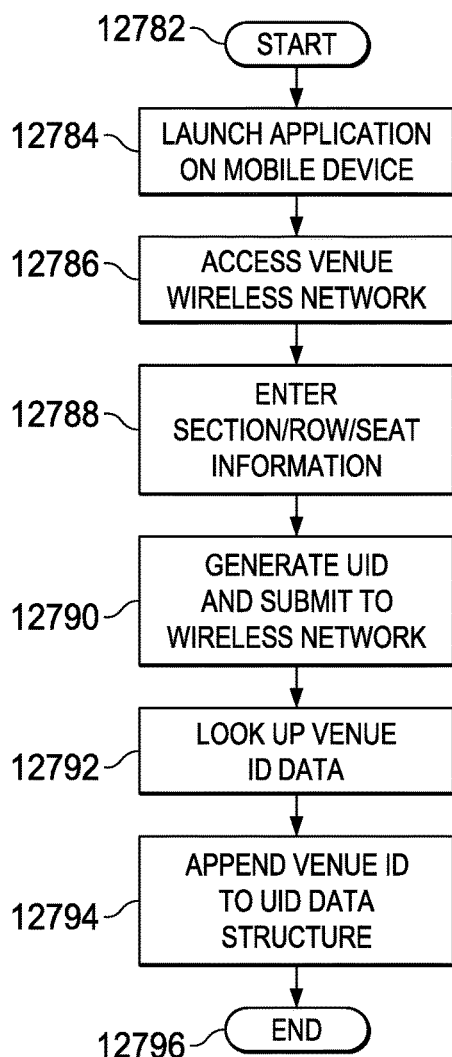 12782
START
12784
LAUNCH APPLICATION
ON MOBILE DEVICE
12786
ACCESS VENUE
WIRELESS NETWORK
12788
ENTER
SECTION/ROW/SEAT
INFORMATION
12790
GENERATE UID
AND SUBMIT TO
WIRELESS NETWORK
12792
LOOK UP VENUE
ID DATA
12794
APPEND VENUE ID
TO UID DATA
STRUCTURE
12796
END